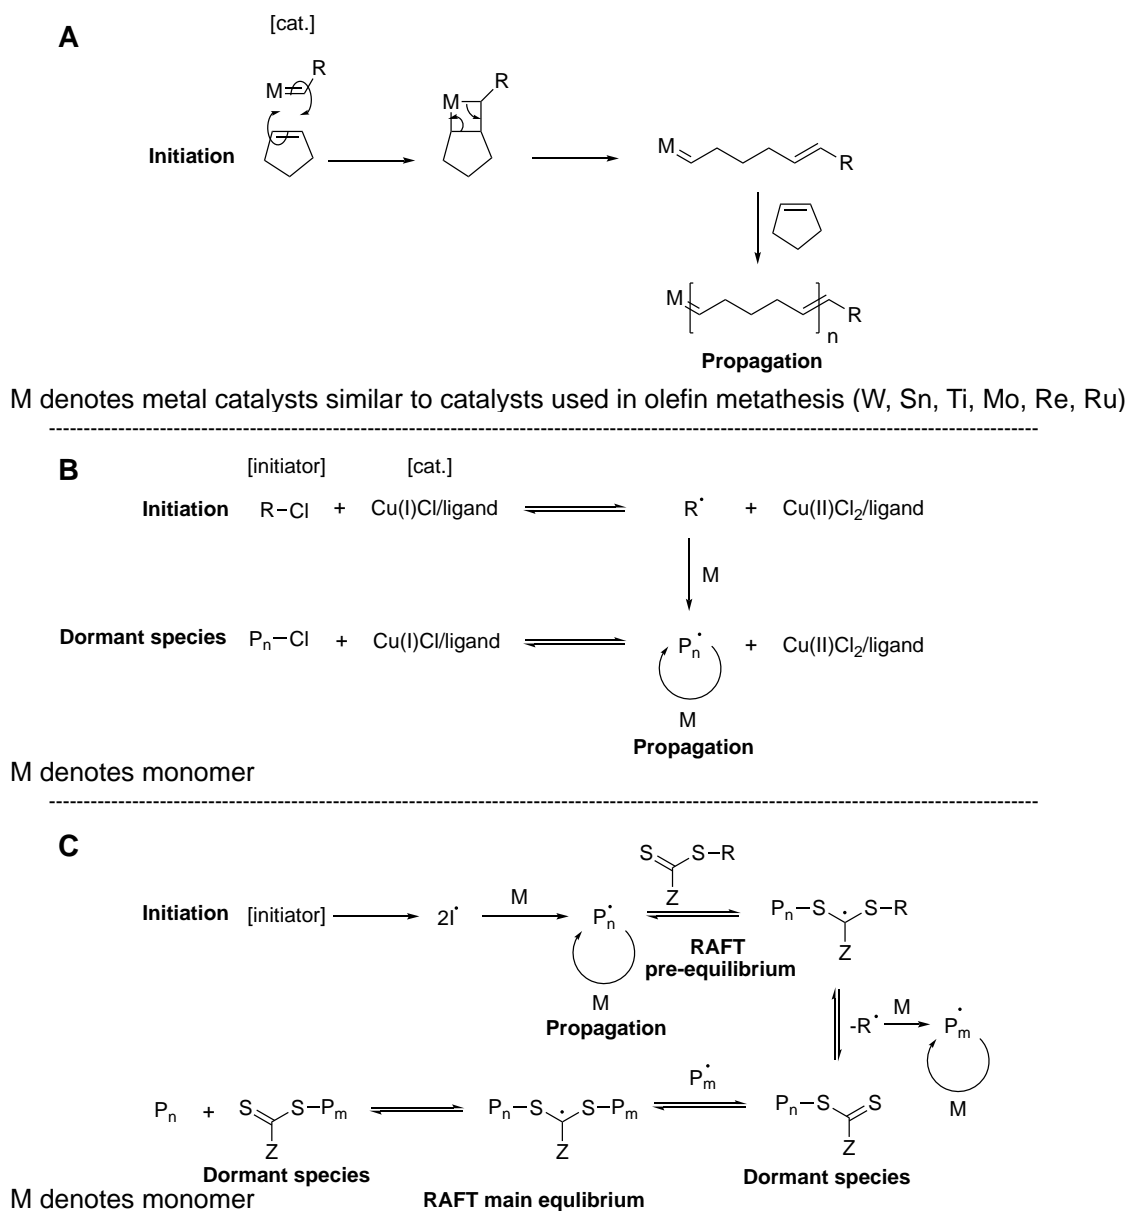 A
[cat.]
R
M
R
M
Initiation
M
R
M
R
n
Propagation
M denotes metal catalysts similar to catalysts used in olefin metathesis (W, Sn, Ti, Mo, Re, Ru)
B
[initiator] [cat.]
Initiation R–Cl + Cu(I)Cl/ligand R• + Cu(II)Cl2/ligand
M
Dormant species Pn–Cl + Cu(I)Cl/ligand Pn• + Cu(II)Cl2/ligand
M
Propagation
M denotes monomer
C
S S–R
Z
Initiation [initiator] 2I• M Pn• Pn–S • S–R
Z
RAFT
pre-equilibrium
M
Propagation
-R• M Pm•
M
Pm•
Pn + S S–Pm Pn–S • S–Pm Pn–S S
Z Z Z
Dormant species RAFT main equlibrium Dormant species
M denotes monomer